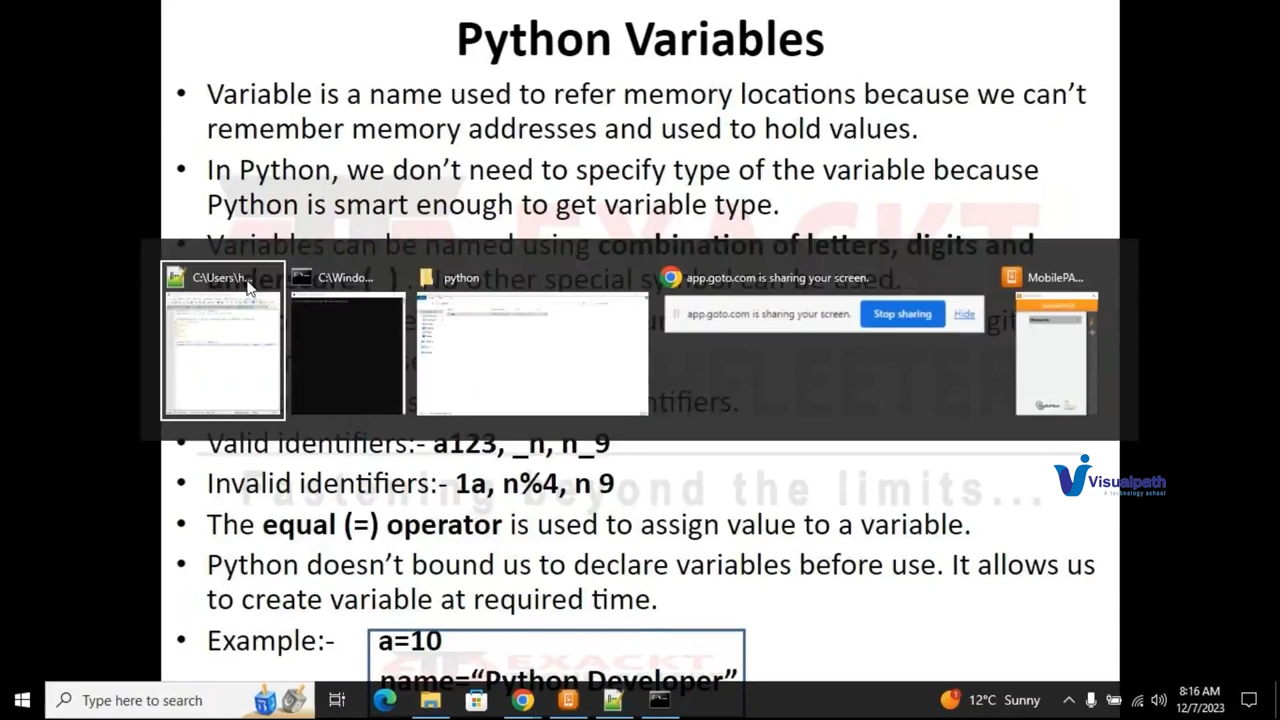 Python Variables
• Variable is a name used to refer memory locations because we can't
remember memory addresses and used to hold values.
• In Python, we don't need to specify type of the variable because
Python is smart enough to get variable type.
• Variables can be named using combination of letters, digits and
C:\Users\h...
C:\Windo...
python
app.goto.com is sharing your screen.
MobilePA...
app.goto.com is sharing your screen.
Stop sharing
Hide
• Valid identifiers:- a123, _n, n_9
• Invalid identifiers:- 1a, n%4, n 9
Fastening beyond the limits...
Visualpath
A technology school
• The equal (=) operator is used to assign value to a variable.
• Python doesn't bound us to declare variables before use. It allows us
to create variable at required time.
• Example:- a=10
name="Python Developer"
Type here to search
12°C Sunny
8:16 AM
12/7/2023